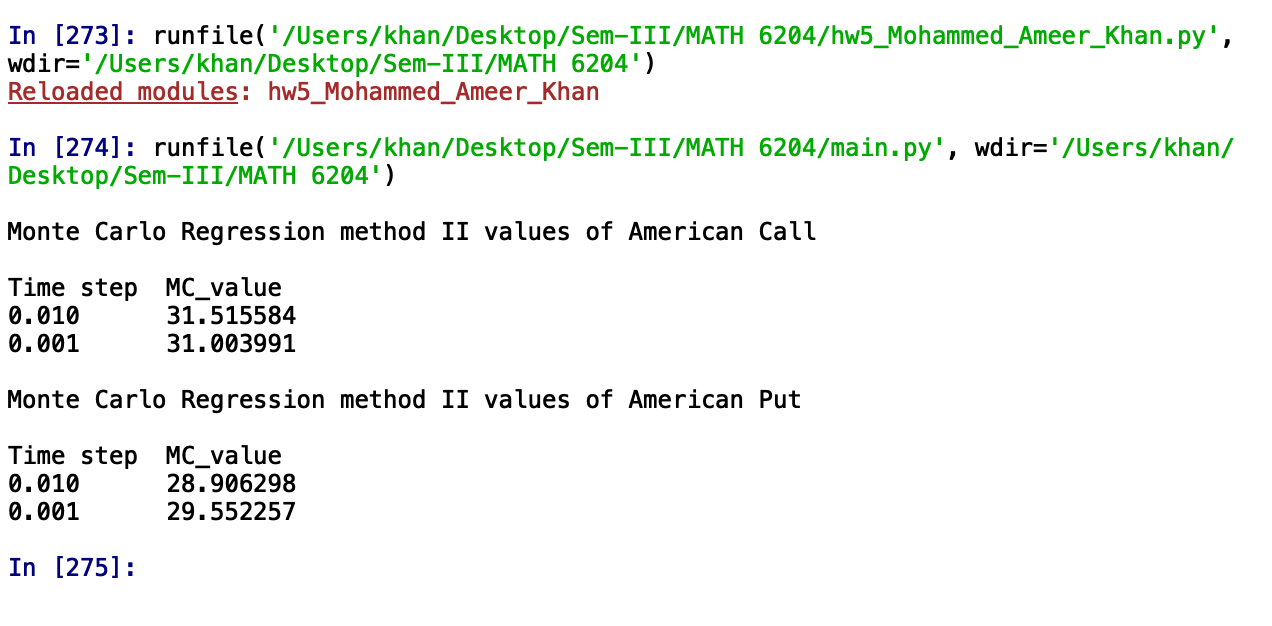 In [273]: runfile('/Users/khan/Desktop/Sem-III/MATH 6204/hw5_Mohammed_Ameer_Khan.py',
wdir='/Users/khan/Desktop/Sem-III/MATH 6204')
Reloaded modules: hw5_Mohammed_Ameer_Khan
In [274]: runfile('/Users/khan/Desktop/Sem-III/MATH 6204/main.py', wdir='/Users/khan/
Desktop/Sem-III/MATH 6204')
Monte Carlo Regression method II values of American Call
Time step  MC_value
0.010      31.515584
0.001      31.003991
Monte Carlo Regression method II values of American Put
Time step  MC_value
0.010      28.906298
0.001      29.552257
In [275]: